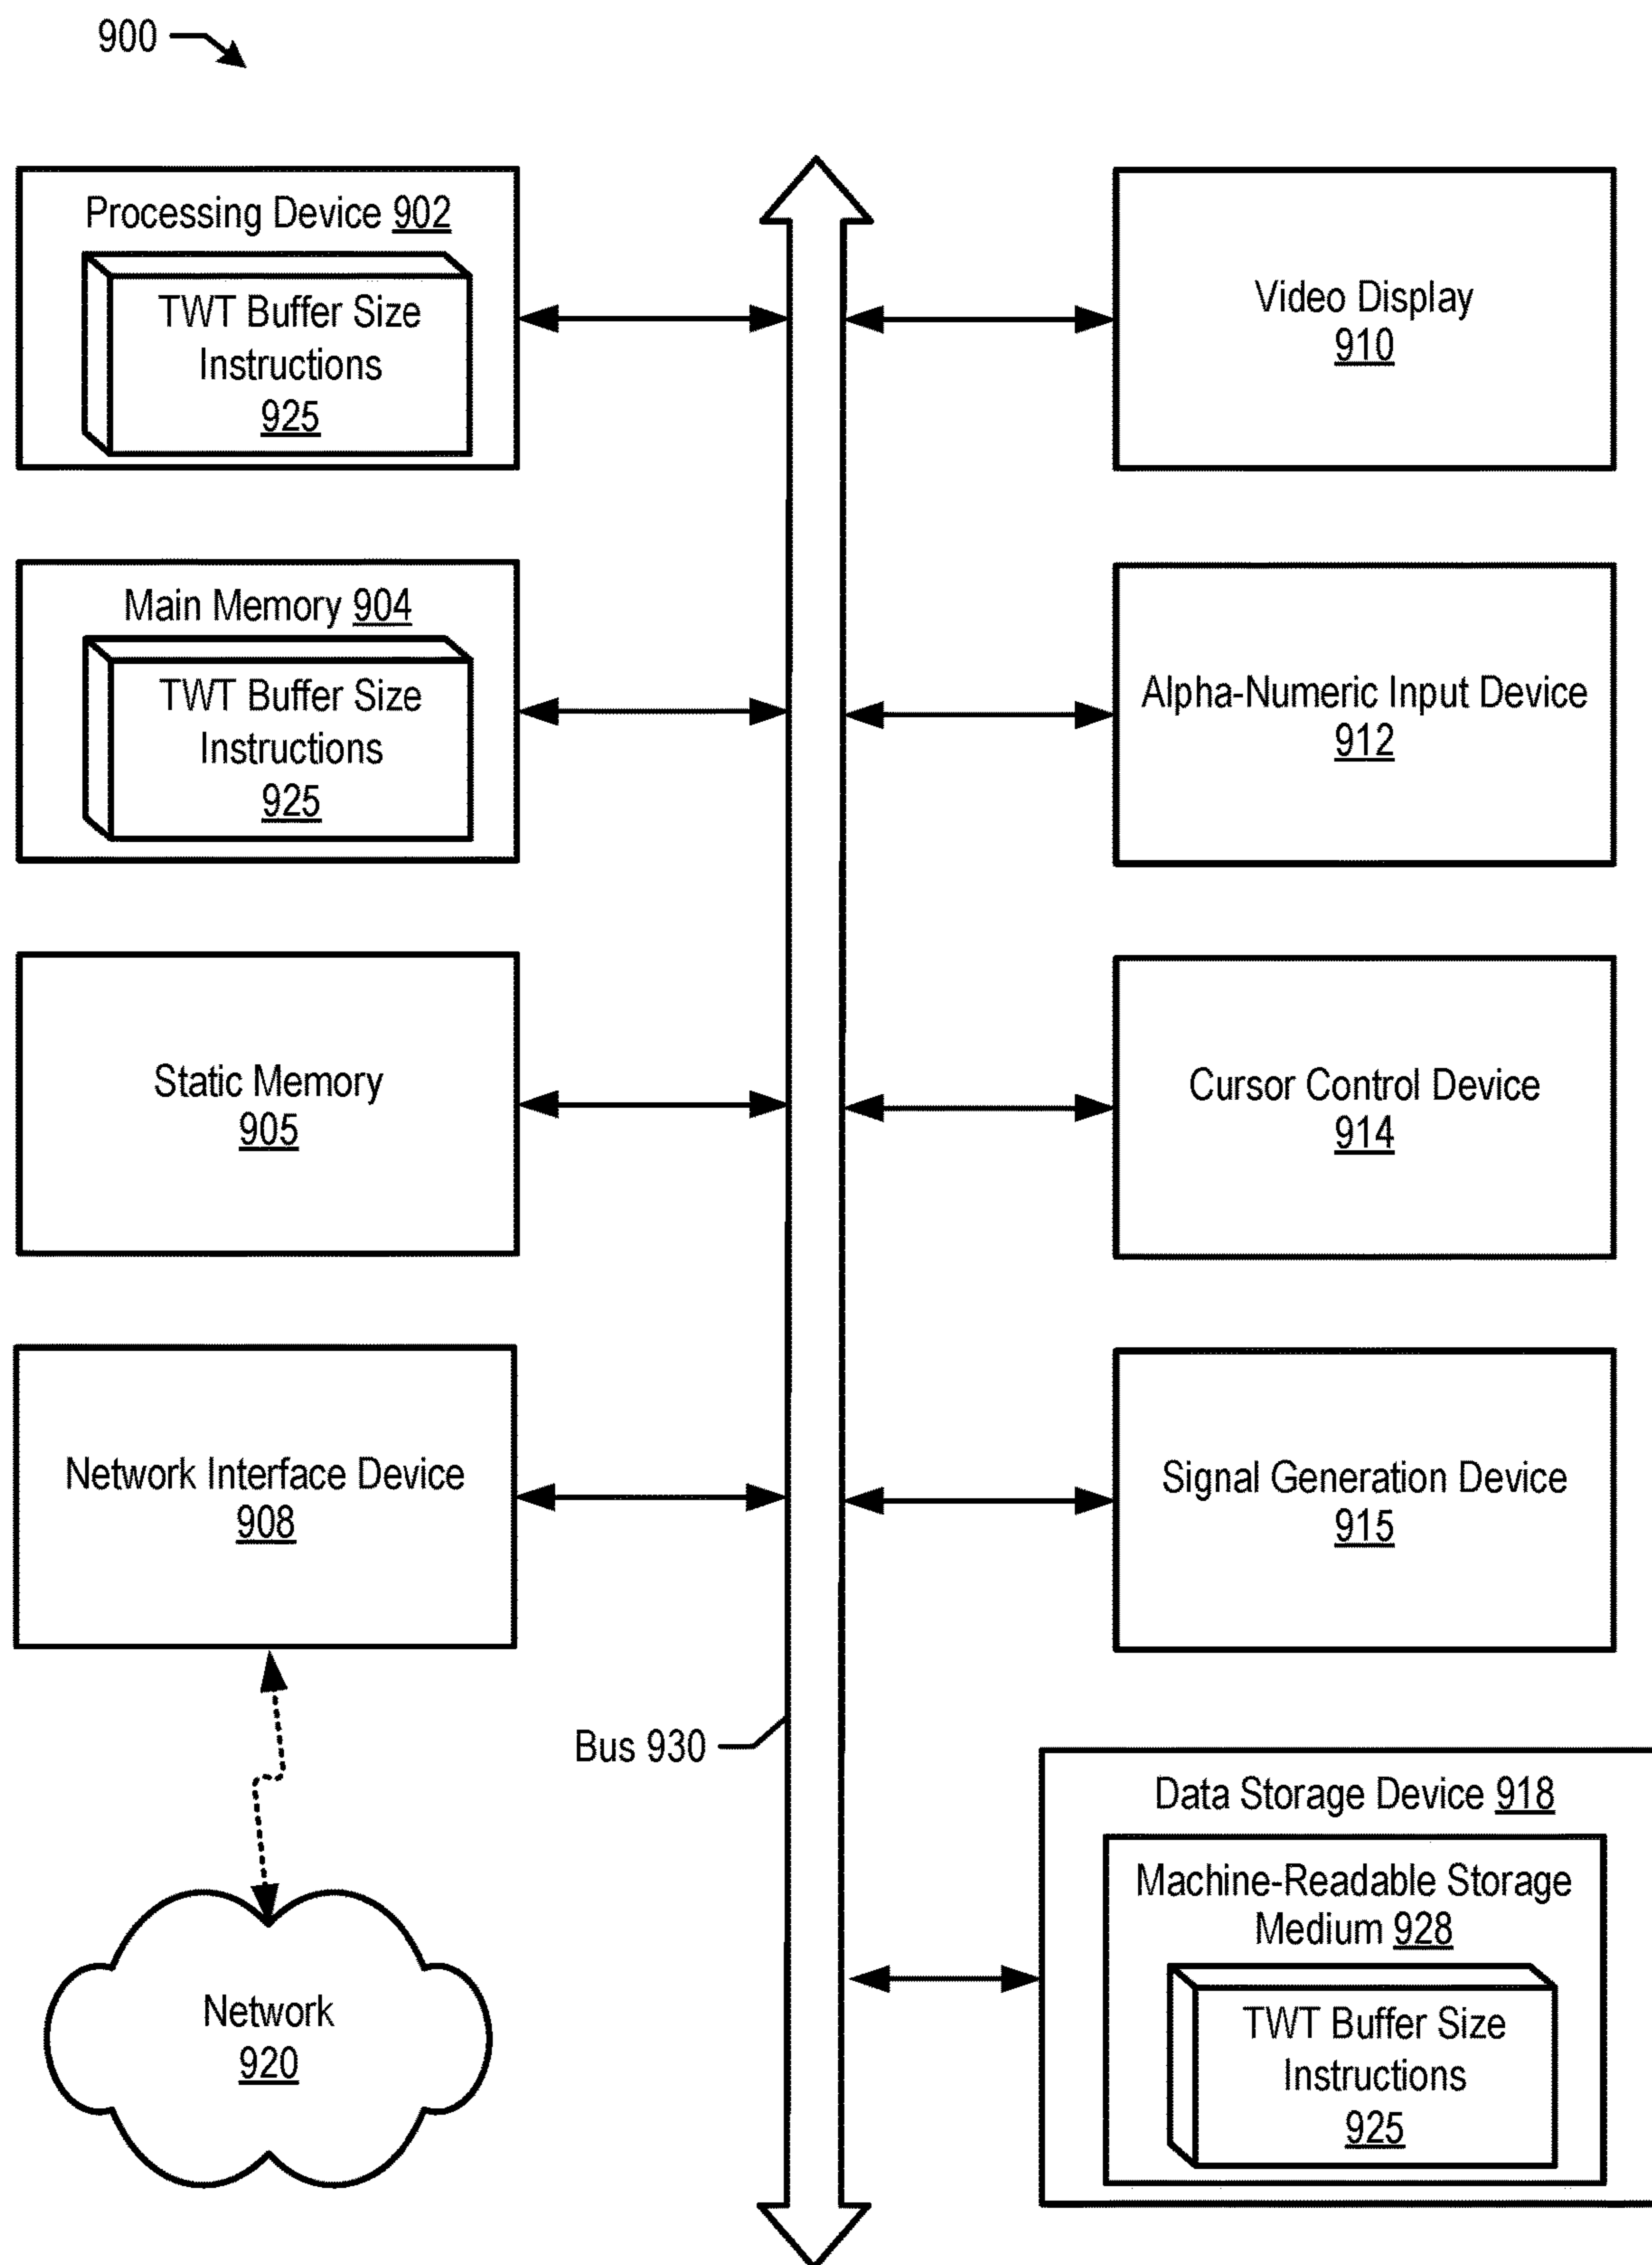 900
Processing Device 902
TWT Buffer Size
Instructions
925
Video Display
910
Main Memory 904
TWT Buffer Size
Instructions
925
Alpha-Numeric Input Device
912
Static Memory
905
Cursor Control Device
914
Network Interface Device
908
Signal Generation Device
915
Bus 930
Data Storage Device 918
Machine-Readable Storage
Medium 928
TWT Buffer Size
Instructions
925
Network
920